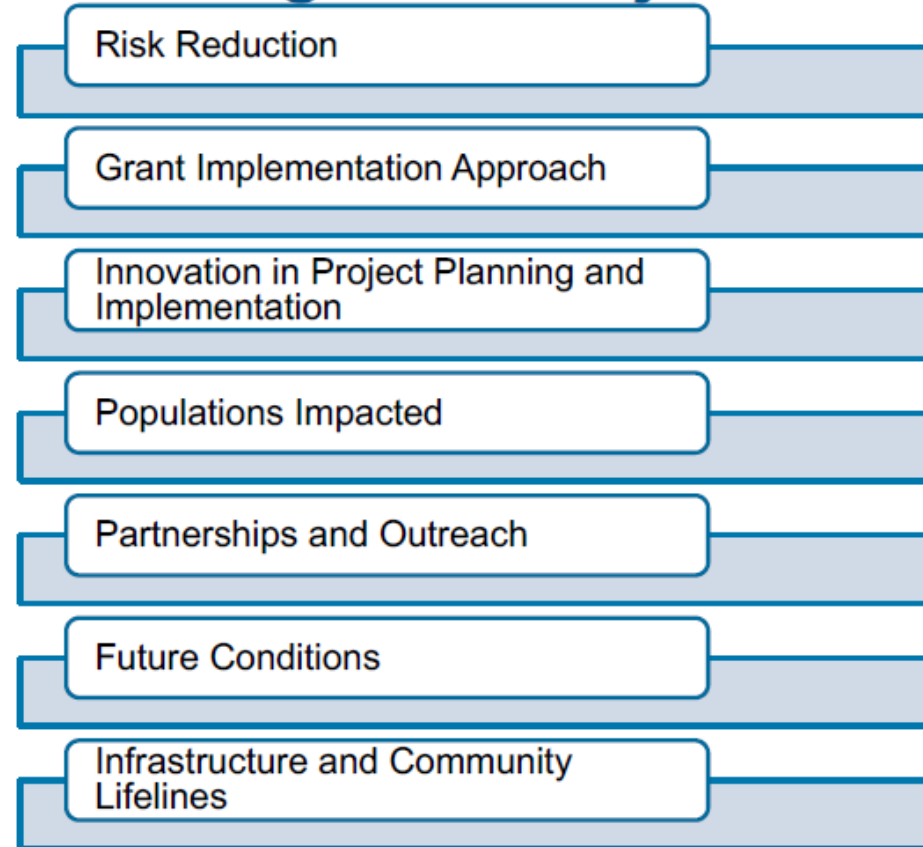 Risk Reduction
Grant Implementation Approach
Innovation in Project Planning and
Implementation
Populations Impacted
Partnerships and Outreach
Future Conditions
Infrastructure and Community
Lifelines